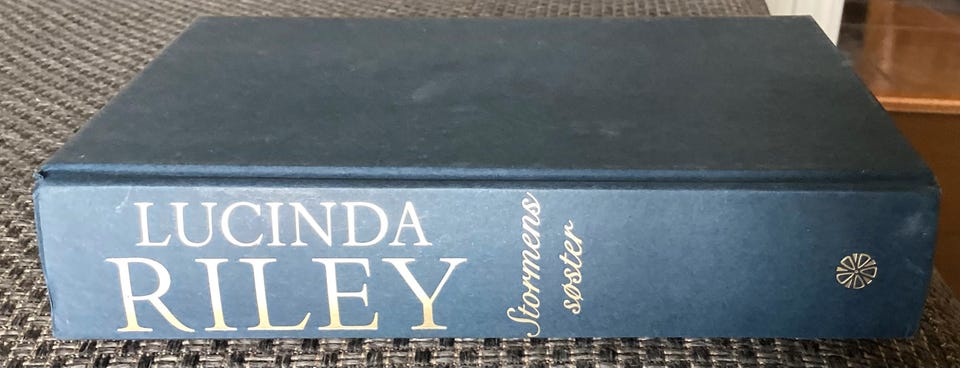 LUCINDA
RILEY
Stormens
søster